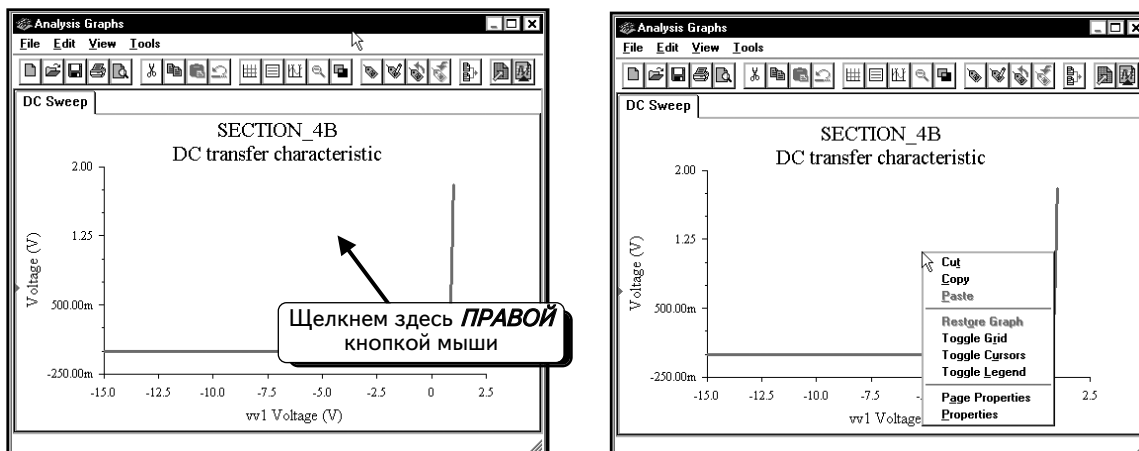 Analysis Graphs
File Edit View Tools
DC Sweep
SECTION_4B
DC transfer characteristic
2.00
1.25
500.00m
-250.00m
Voltage (V)
-15.0 -12.5 -10.0 -7.5 -5.0 -2.5 0 2.5
vv1 Voltage (V)
Щелкнем здесь ПРАВОЙ
кнопкой мыши
Analysis Graphs
File Edit View Tools
DC Sweep
SECTION_4B
DC transfer characteristic
2.00
1.25
500.00m
-250.00m
Voltage (V)
-15.0 -12.5 -10.0 -7.5 2.5
vv1 Voltage
Cut
Copy
Paste
Restore Graph
Toggle Grid
Toggle Cursors
Toggle Legend
Page Properties
Properties